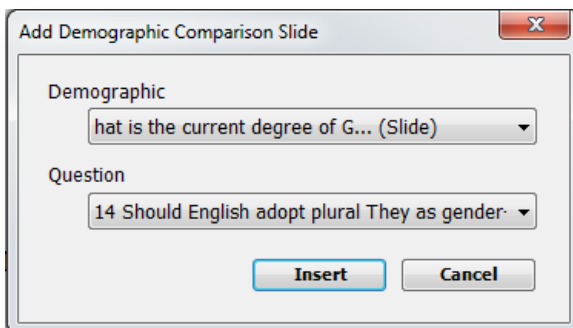 Add Demographic Comparison Slide
Demographic
hat is the current degree of G... (Slide)
Question
14 Should English adopt plural They as gender-
Insert Cancel